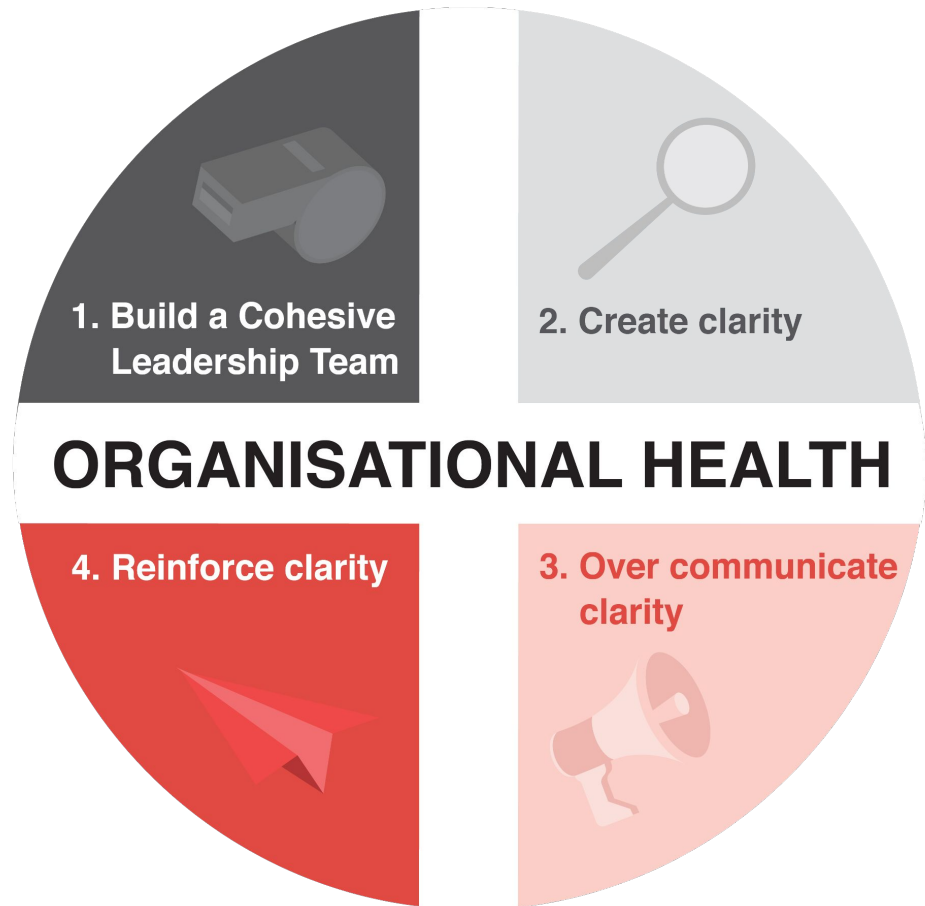 1. Build a Cohesive
Leadership Team
2. Create clarity
ORGANISATIONAL HEALTH
4. Reinforce clarity
3. Over communicate
clarity